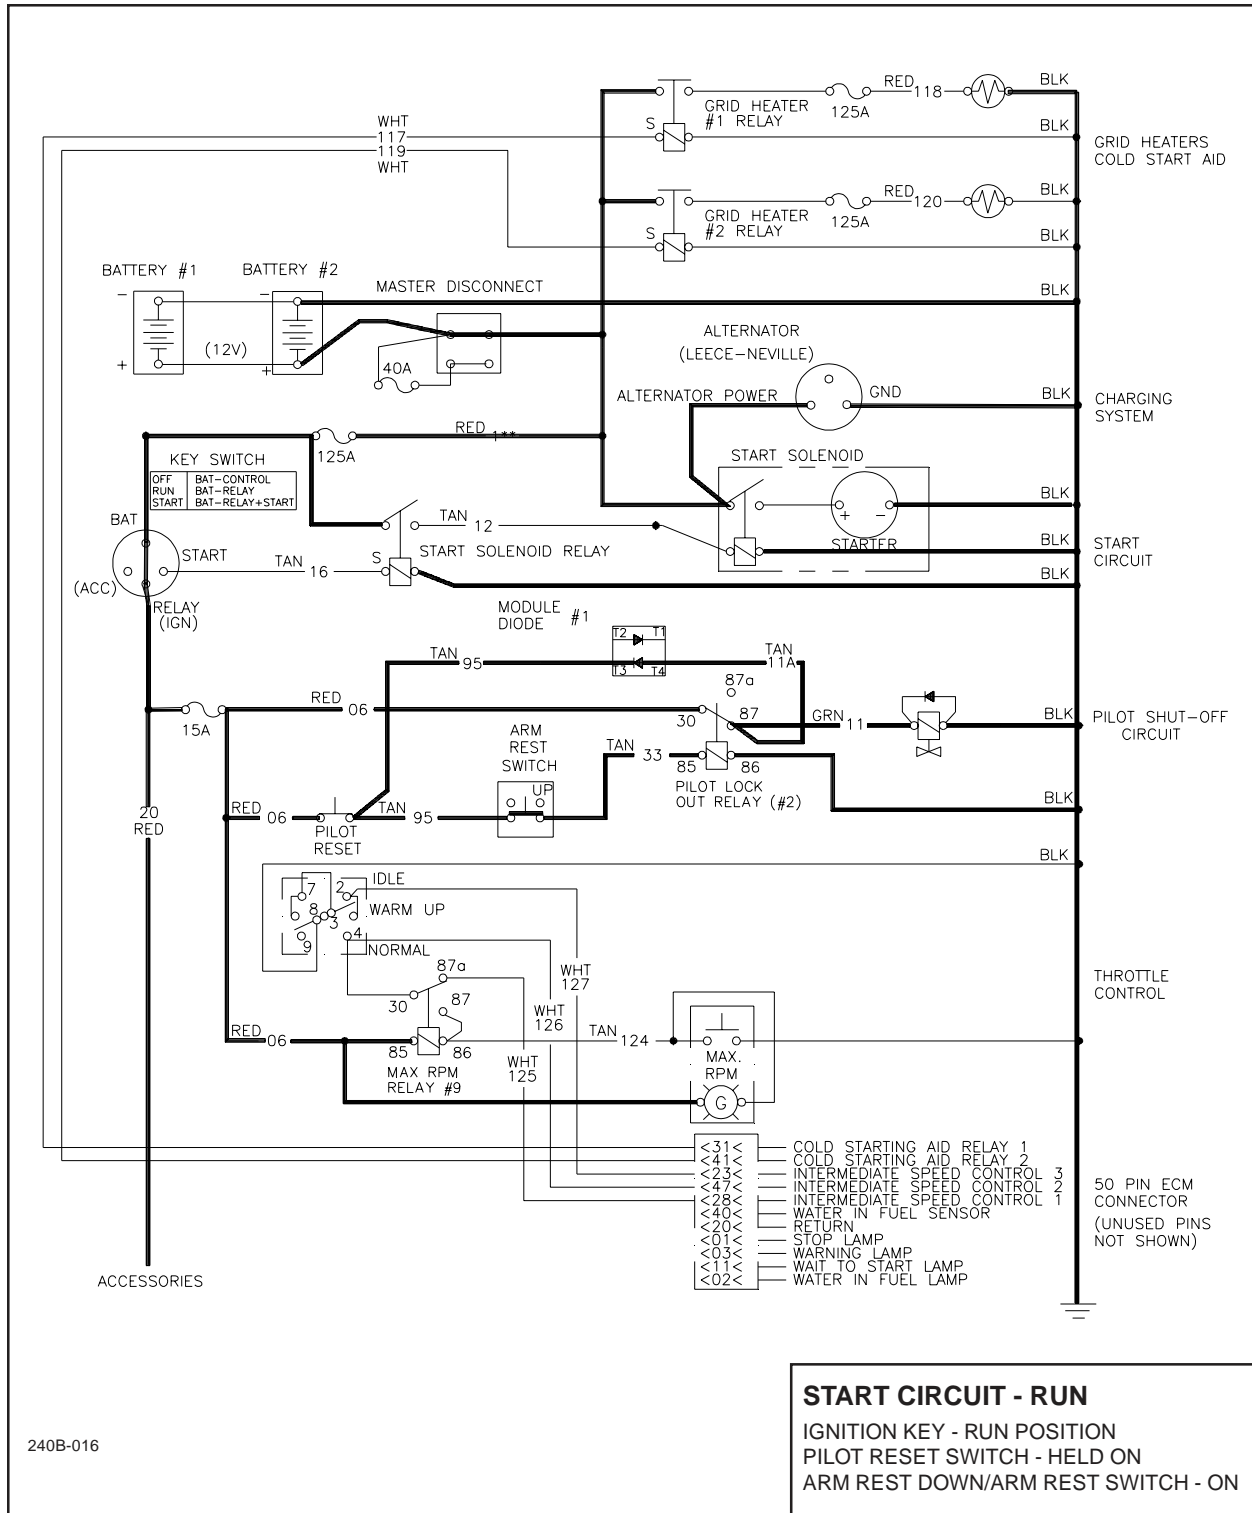 RED 118
BLK
GRID HEATER
#1 RELAY
125A
WHT
117
S
BLK
119
WHT
GRID HEATERS
COLD START AID
RED 120
BLK
GRID HEATER
#2 RELAY
125A
S
BLK
BATTERY #1
BATTERY #2
MASTER DISCONNECT
BLK
-
-
(12V)
+
+
40A
ALTERNATOR
(LEECE-NEVILLE)
ALTERNATOR POWER
GND
BLK
CHARGING
SYSTEM
RED 1**
125A
KEY SWITCH
OFF BAT-CONTROL
RUN BAT-RELAY
START BAT-RELAY+START
START SOLENOID
BLK
+ -
STARTER
BAT
TAN 12
START
START SOLENOID RELAY
BLK
START
CIRCUIT
TAN 16
S
BLK
(ACC)
RELAY
(IGN)
MODULE #1
DIODE
T2 T1
T3 T4
TAN 95
TAN
11A
87a
RED 06
15A
30
87
GRN 11
BLK
PILOT SHUT-OFF
CIRCUIT
ARM
REST
SWITCH
TAN 33
85
86
UP
PILOT LOCK
OUT RELAY (#2)
BLK
20
RED
RED 06
TAN 95
PILOT
RESET
BLK
IDLE
7
2
WARM UP
8
3
9
4
NORMAL
87a
WHT
127
THROTTLE
CONTROL
30
87
WHT
126
RED 06
85
86
TAN 124
MAX RPM
RELAY #9
WHT
125
MAX.
RPM
G
<31< COLD STARTING AID RELAY 1
<41< COLD STARTING AID RELAY 2
<23< INTERMEDIATE SPEED CONTROL 3
<47< INTERMEDIATE SPEED CONTROL 2
<28< INTERMEDIATE SPEED CONTROL 1
<40< WATER IN FUEL SENSOR
<20< RETURN
<01< STOP LAMP
<03< WARNING LAMP
<11< WAIT TO START LAMP
<02< WATER IN FUEL LAMP
50 PIN ECM
CONNECTOR
(UNUSED PINS
NOT SHOWN)
ACCESSORIES
START CIRCUIT - RUN
IGNITION KEY - RUN POSITION
PILOT RESET SWITCH - HELD ON
ARM REST DOWN/ARM REST SWITCH - ON
240B-016